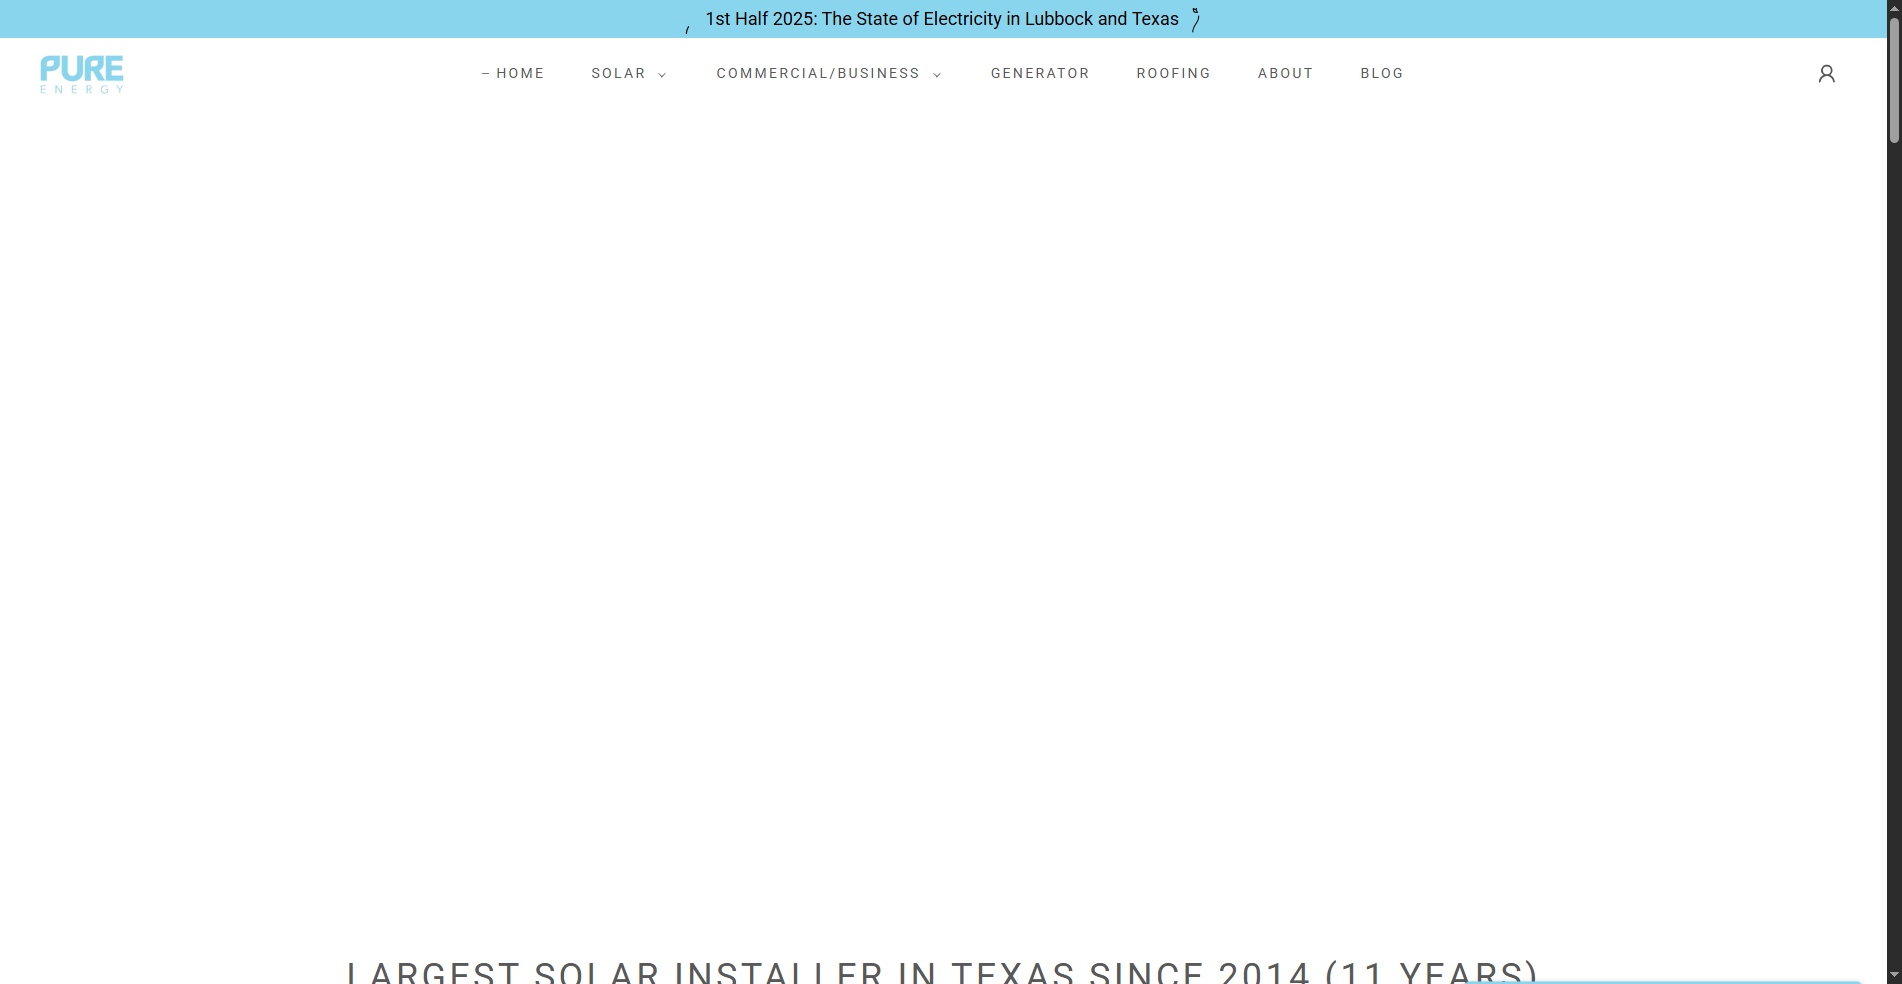 1st Half 2025: The State of Electricity in Lubbock and Texas
PURE
ENERGY
– HOME
SOLAR
COMMERCIAL/BUSINESS
GENERATOR
ROOFING
ABOUT
BLOG
LARGEST SOLAR INSTALLER IN TEXAS SINCE 2014 (11 YEARS)